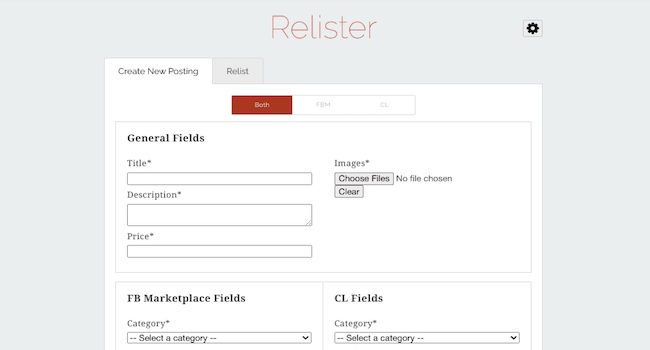 Relister
Create New Posting
Relist
Both
FBM
CL
General Fields
Title*
Images*
Choose Files No file chosen
Clear
Description*
Price*
FB Marketplace Fields
Category*
-- Select a category --
CL Fields
Category*
-- Select a category --